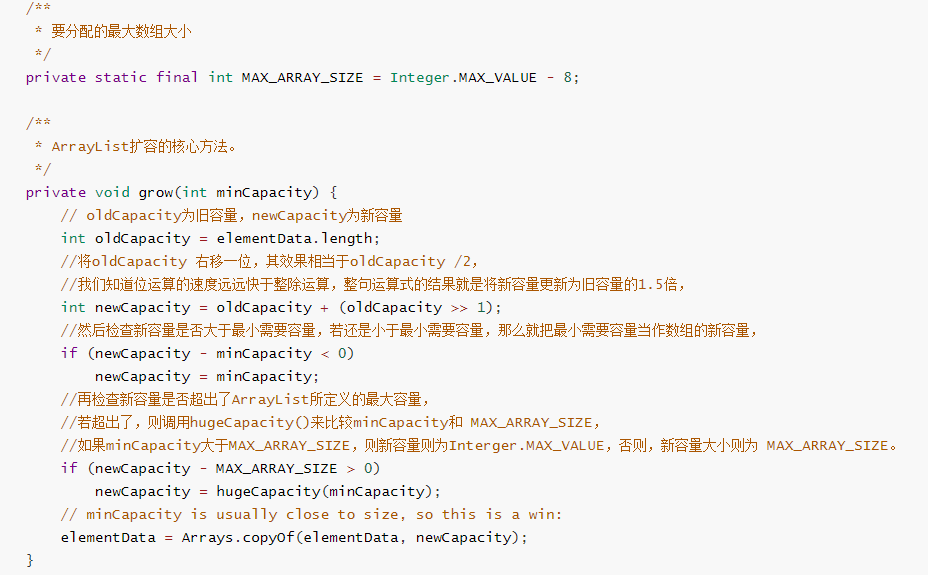 /**
 * 要分配的最大数组大小
 */
private static final int MAX_ARRAY_SIZE = Integer.MAX_VALUE - 8;

/**
 * ArrayList扩容的核心方法。
 */
private void grow(int minCapacity) {
    // oldCapacity为旧容量，newCapacity为新容量
    int oldCapacity = elementData.length;
    //将oldCapacity 右移一位，其效果相当于oldCapacity /2，
    //我们知道位运算的速度远远快于整除运算，整句运算式的结果就是将新容量更新为旧容量的1.5倍，
    int newCapacity = oldCapacity + (oldCapacity >> 1);
    //然后检查新容量是否大于最小需要容量，若还是小于最小需要容量，那么就把最小需要容量当作数组的新容量，
    if (newCapacity - minCapacity < 0)
        newCapacity = minCapacity;
    //再检查新容量是否超出了ArrayList所定义的最大容量，
    //若超出了，则调用hugeCapacity()来比较minCapacity和 MAX_ARRAY_SIZE，
    //如果minCapacity大于MAX_ARRAY_SIZE，则新容量则为Interger.MAX_VALUE，否则，新容量大小则为 MAX_ARRAY_SIZE。
    if (newCapacity - MAX_ARRAY_SIZE > 0)
        newCapacity = hugeCapacity(minCapacity);
    // minCapacity is usually close to size, so this is a win:
    elementData = Arrays.copyOf(elementData, newCapacity);
}